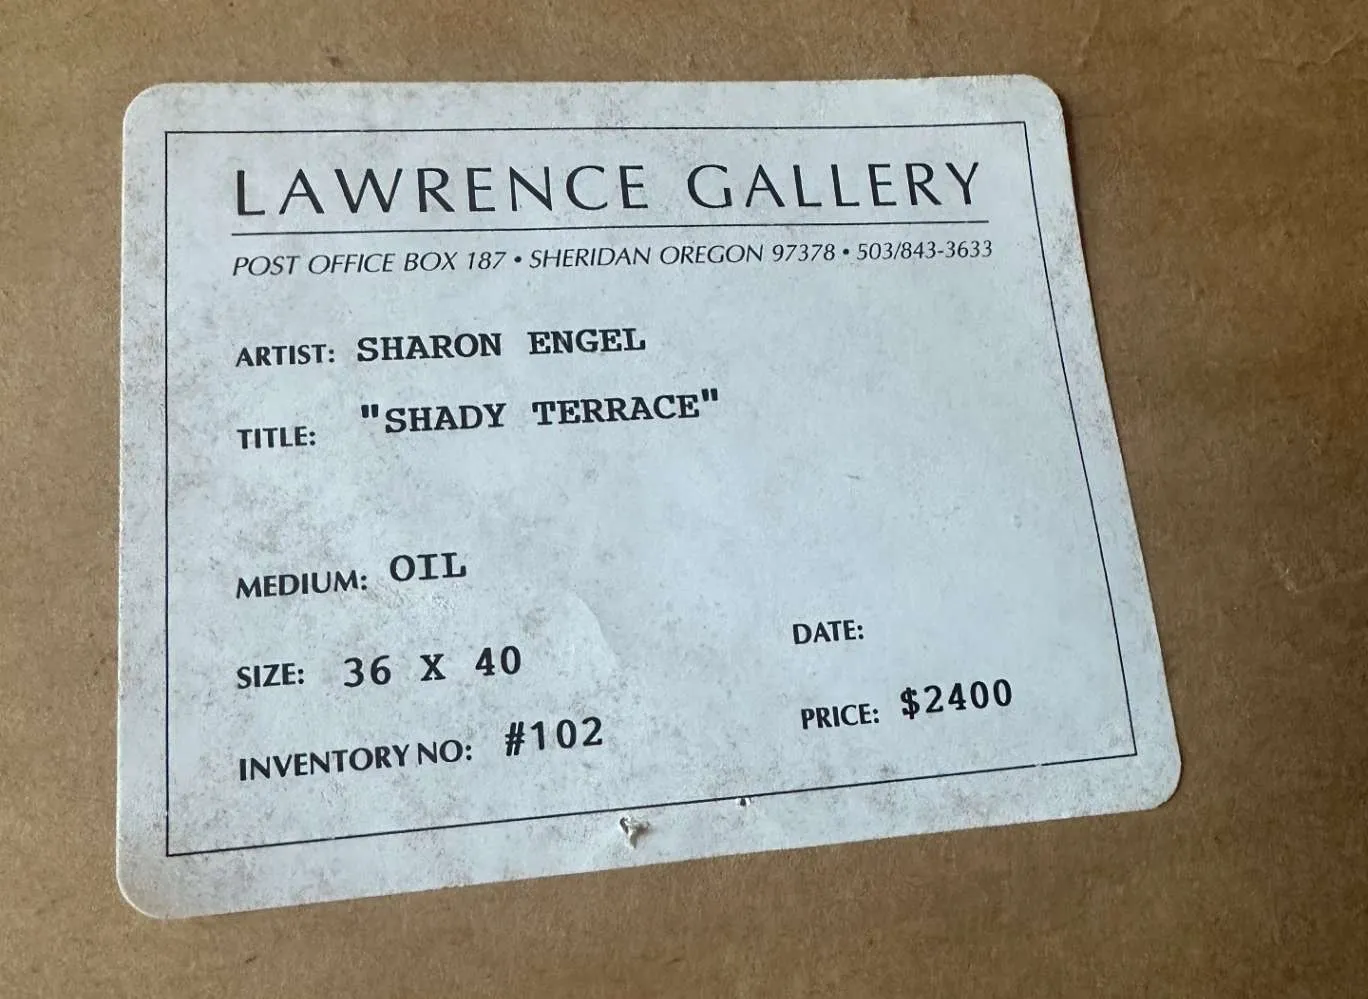 LAWRENCE GALLERY
POST OFFICE BOX 187 • SHERIDAN OREGON 97378 • 503/843-3633
ARTIST: SHARON ENGEL
TITLE: "SHADY TERRACE"
MEDIUM: OIL
SIZE: 36 X 40
DATE:
INVENTORY NO: #102
PRICE: $2400